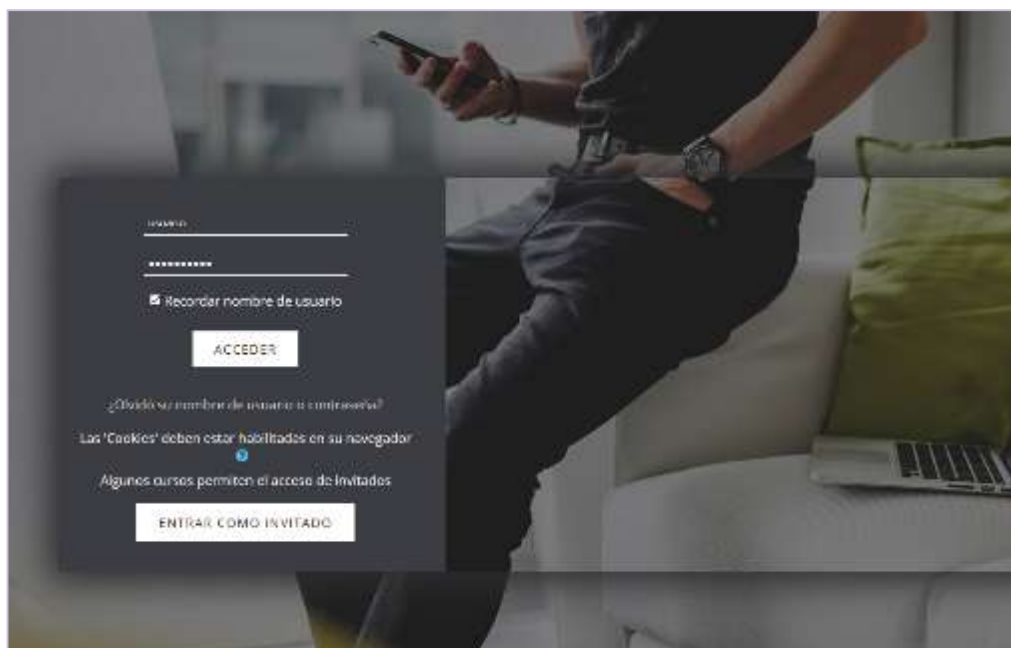 usuario
••••••••••
Recordar nombre de usuario
ACCEDER
¿Olvidó su nombre de usuario o contraseña?
Las 'Cookies' deben estar habilitadas en su navegador
Algunos cursos permiten el acceso de invitados
ENTRAR COMO INVITADO